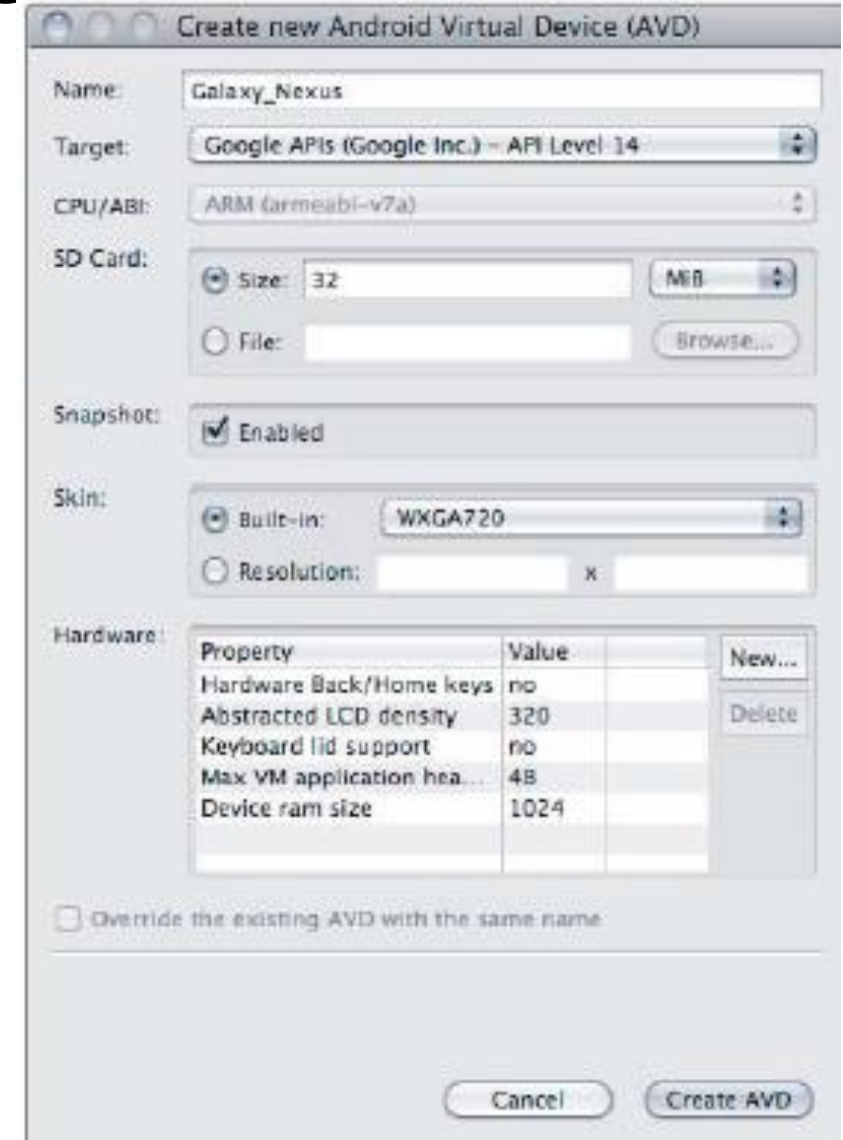 Create new Android Virtual Device (AVD)
Name: Galaxy_Nexus
Target: Google APIs (Google Inc.) - API Level 14
CPU/ABI: ARM (armeabi-v7a)
SD Card:
Size: 32 MiB
File: Browse...
Snapshot: Enabled
Skin:
Built-in: WXGA720
Resolution: x
Hardware:
Property Value New...
Hardware Back/Home keys no
Abstracted LCD density 320 Delete
Keyboard lid support no
Max VM application hea... 48
Device ram size 1024
Override the existing AVD with the same name
Cancel Create AVD